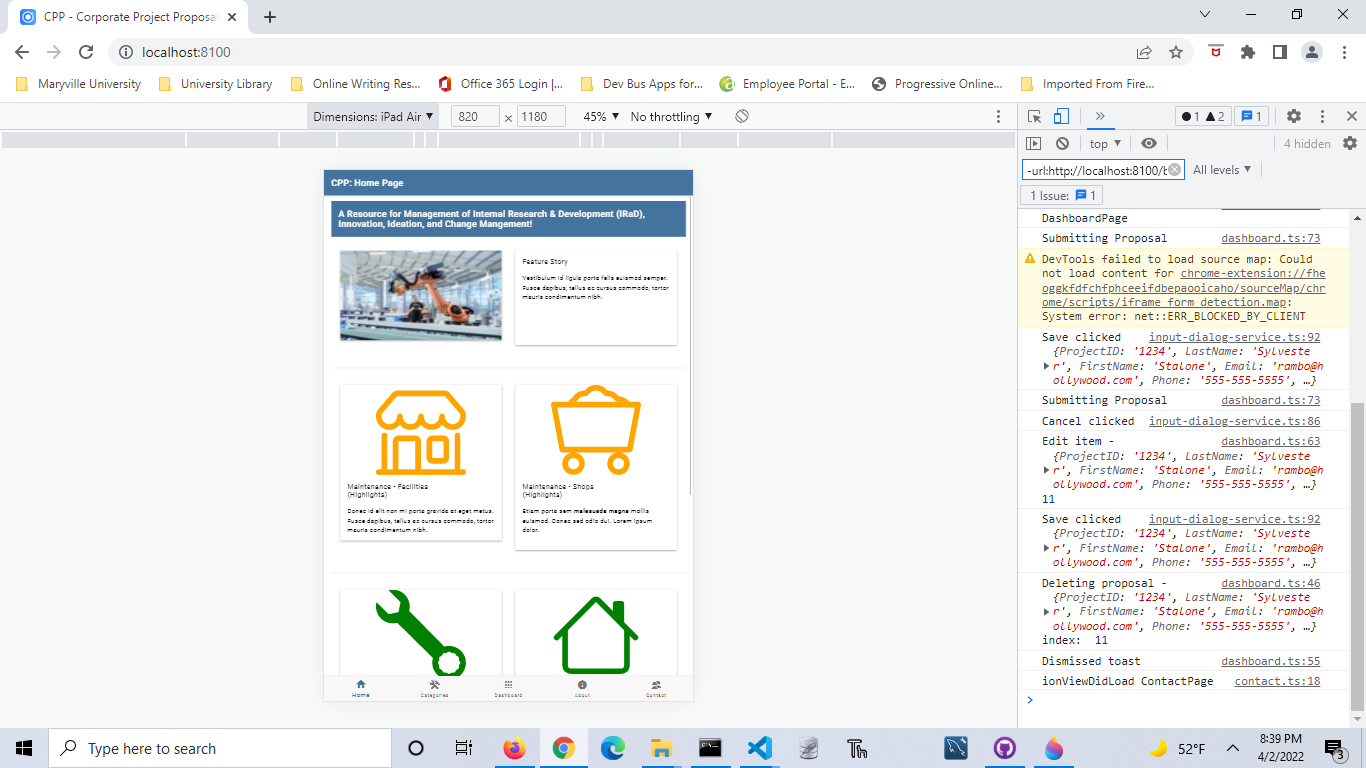 CPP - Corporate Project Proposal
localhost:8100
Maryville University
University Library
Online Writing Res...
Office 365 Login |...
Dev Bus Apps for...
Employee Portal - E...
Progressive Online...
Imported From Fire...
Dimensions: iPad Air ▼ 820 × 1180 45% ▼ No throttling ▼
1 2 1
top ▼ 4 hidden
-url:http://localhost:8100/b All levels ▼
1 Issue: 1
CPP: Home Page
A Resource for Management of Internal Research & Development (IRaD),
Innovation, Ideation, and Change Mangement!
Feature Story
Vestibulum id ligula porta felis euismod semper.
Fusce dapibus, tellus ac cursus commodo, tortor
mauris condimentum nibh.
Maintenance - Facilities
(Highlights)
Donec id elit non mi porta gravida at eget metus.
Fusce dapibus, tellus ac cursus commodo, tortor
mauris condimentum nibh.
Maintenance - Shops
(Highlights)
Etiam porta sem malesuada magna mollis
euismod. Donec sed odio dui. Lorem ipsum
dolor.
Home
Categories
Dashboard
About
Contact
DashboardPage
Submitting Proposal dashboard.ts:73
DevTools failed to load source map: Could
not load content for chrome-extension://fhe
oggkfdfchfphceeifdbepaooicaho/sourceMap/chr
ome/scripts/iframe_form_detection.map:
System error: net::ERR_BLOCKED_BY_CLIENT
Save clicked input-dialog-service.ts:92
{ProjectID: '1234', LastName: 'Sylveste
r', FirstName: 'Stalone', Email: 'rambo@h
ollywood.com', Phone: '555-555-5555', …}
Submitting Proposal dashboard.ts:73
Cancel clicked input-dialog-service.ts:86
Edit item - dashboard.ts:63
{ProjectID: '1234', LastName: 'Sylveste
r', FirstName: 'Stalone', Email: 'rambo@h
ollywood.com', Phone: '555-555-5555', …}
11
Save clicked input-dialog-service.ts:92
{ProjectID: '1234', LastName: 'Sylveste
r', FirstName: 'Stalone', Email: 'rambo@h
ollywood.com', Phone: '555-555-5555', …}
Deleting proposal - dashboard.ts:46
{ProjectID: '1234', LastName: 'Sylveste
r', FirstName: 'Stalone', Email: 'rambo@h
ollywood.com', Phone: '555-555-5555', …}
index: 11
Dismissed toast dashboard.ts:55
ionViewDidLoad ContactPage contact.ts:18
Type here to search
52°F
8:39 PM
4/2/2022
3